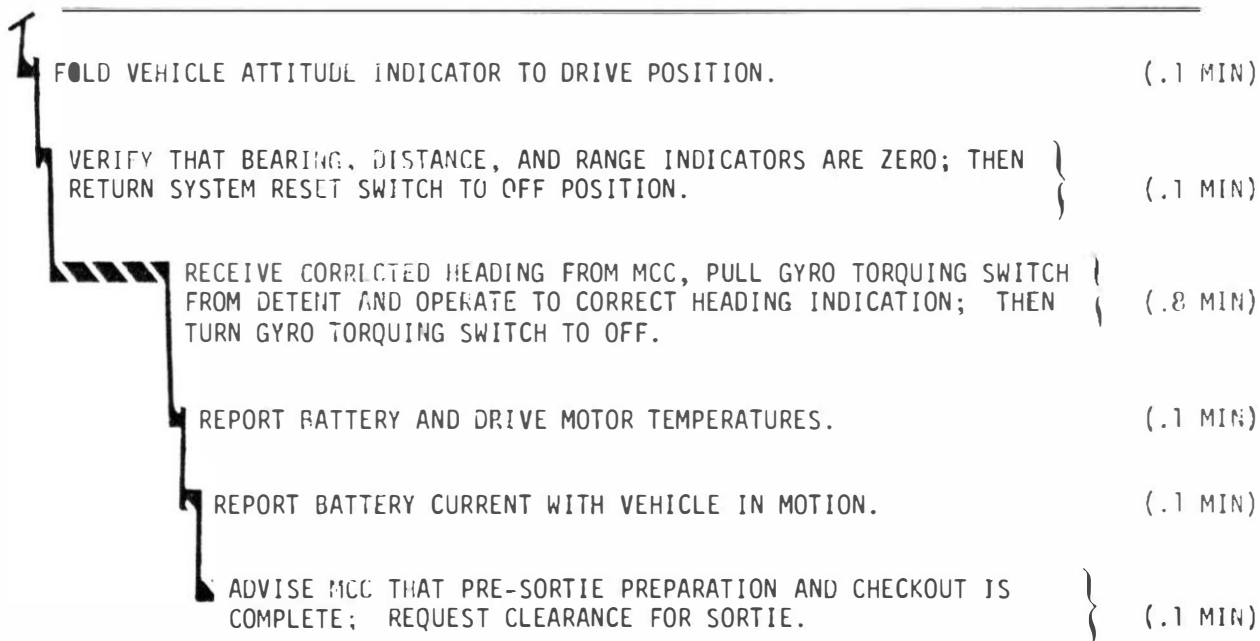 FOLD VEHICLE ATTITUDE INDICATOR TO DRIVE POSITION. (.1 MIN)
VERIFY THAT BEARING, DISTANCE, AND RANGE INDICATORS ARE ZERO; THEN
RETURN SYSTEM RESET SWITCH TO OFF POSITION. (.1 MIN)
RECEIVE CORRECTED HEADING FROM MCC, PULL GYRO TORQUING SWITCH
FROM DETENT AND OPERATE TO CORRECT HEADING INDICATION; THEN (.8 MIN)
TURN GYRO TORQUING SWITCH TO OFF.
REPORT BATTERY AND DRIVE MOTOR TEMPERATURES. (.1 MIN)
REPORT BATTERY CURRENT WITH VEHICLE IN MOTION. (.1 MIN)
ADVISE MCC THAT PRE-SORTIE PREPARATION AND CHECKOUT IS
COMPLETE; REQUEST CLEARANCE FOR SORTIE. (.1 MIN)